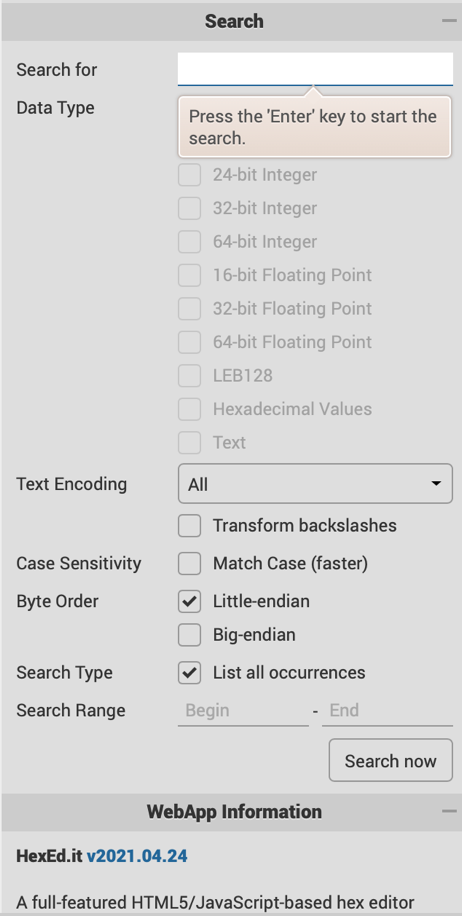 Search
Search for
Data Type
Press the 'Enter' key to start the
search.
24-bit Integer
32-bit Integer
64-bit Integer
16-bit Floating Point
32-bit Floating Point
64-bit Floating Point
LEB128
Hexadecimal Values
Text
Text Encoding All
Transform backslashes
Case Sensitivity Match Case (faster)
Byte Order Little-endian
Big-endian
Search Type List all occurrences
Search Range Begin - End
Search now
WebApp Information
HexEd.it v2021.04.24
A full-featured HTML5/JavaScript-based hex editor